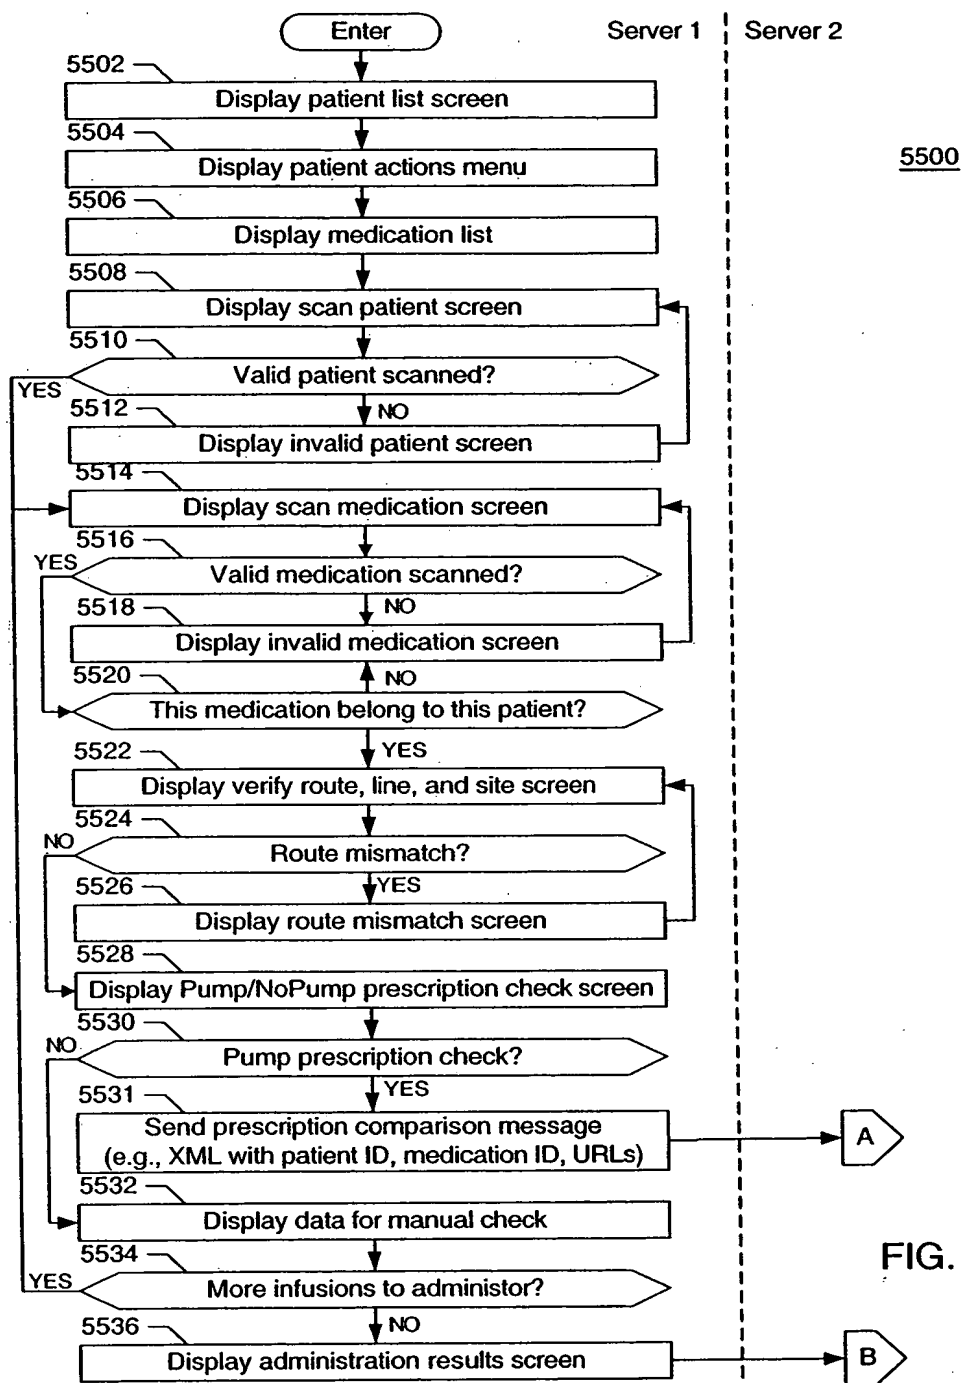 Enter
Server 1
Server 2
5502
Display patient list screen
5504
Display patient actions menu
5500
5506
Display medication list
5508
Display scan patient screen
5510
Valid patient scanned?
YES
NO
5512
Display invalid patient screen
5514
Display scan medication screen
5516
YES
Valid medication scanned?
NO
5518
Display invalid medication screen
5520
NO
This medication belong to this patient?
YES
5522
Display verify route, line, and site screen
5524
NO
Route mismatch?
YES
5526
Display route mismatch screen
5528
Display Pump/NoPump prescription check screen
5530
NO
Pump prescription check?
YES
5531
Send prescription comparison message
(e.g., XML with patient ID, medication ID, URLs)
A
5532
Display data for manual check
5534
FIG.
YES
More infusions to administor?
NO
5536
Display administration results screen
B